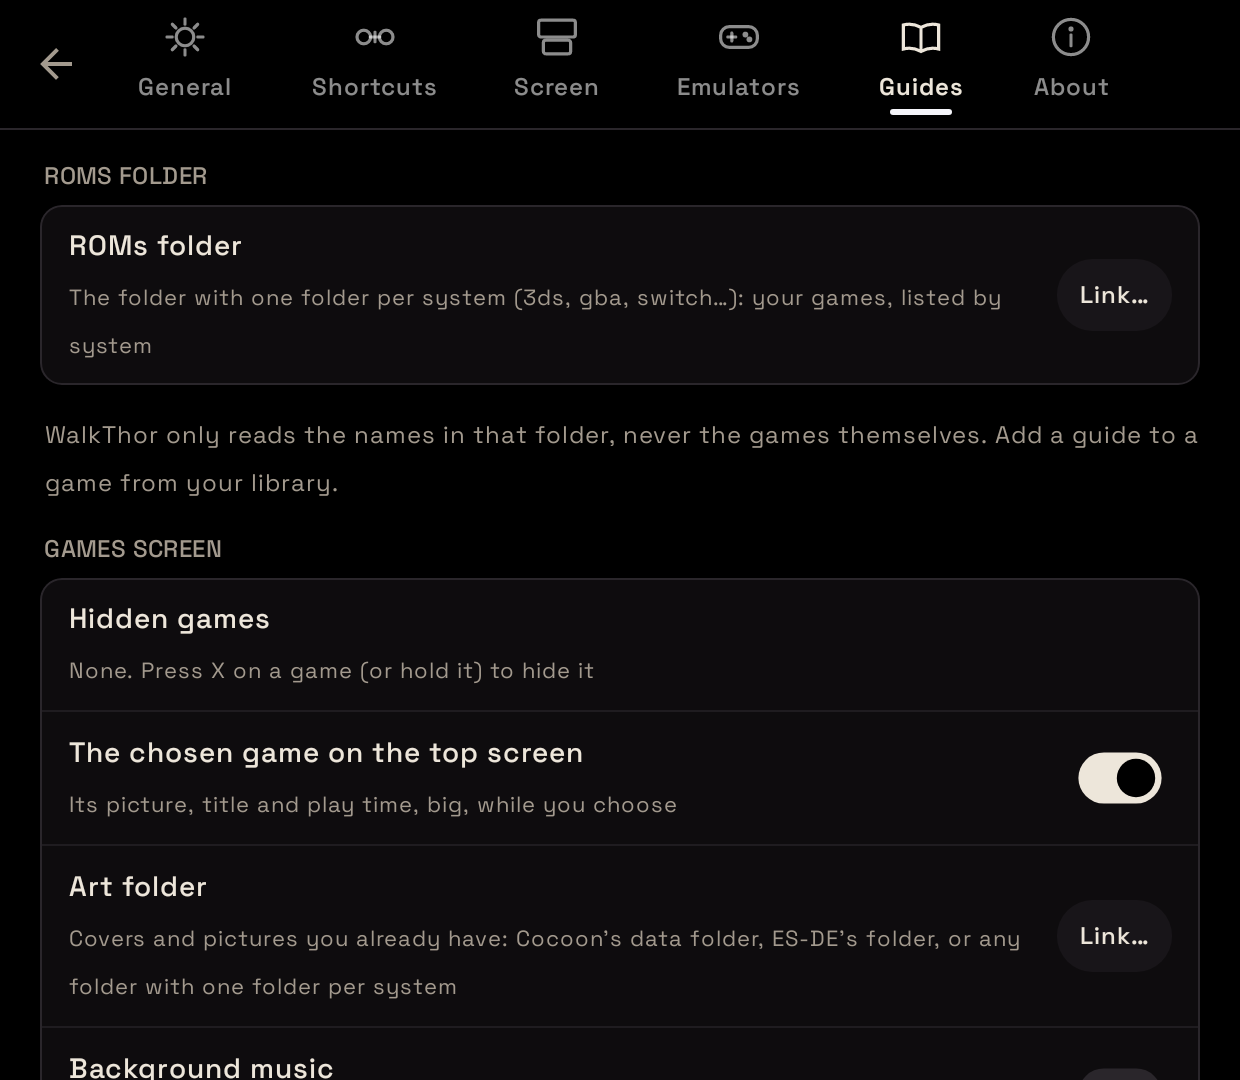 General
Shortcuts
Screen
Emulators
Guides
About
ROMS FOLDER
ROMs folder
The folder with one folder per system (3ds, gba, switch…): your games, listed by
system
Link…
WalkThor only reads the names in that folder, never the games themselves. Add a guide to a
game from your library.
GAMES SCREEN
Hidden games
None. Press X on a game (or hold it) to hide it
The chosen game on the top screen
Its picture, title and play time, big, while you choose
Art folder
Covers and pictures you already have: Cocoon’s data folder, ES-DE’s folder, or any
folder with one folder per system
Link…
Background music